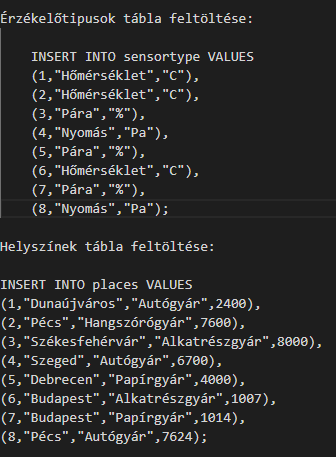 Érzékelőtipusok tábla feltöltése:
INSERT INTO sensortype VALUES
(1,"Hőmérséklet","C"),
(2,"Hőmérséklet","C"),
(3,"Pára","%"),
(4,"Nyomás","Pa"),
(5,"Pára","%"),
(6,"Hőmérséklet","C"),
(7,"Pára","%"),
(8,"Nyomás","Pa");
Helyszínek tábla feltöltése:
INSERT INTO places VALUES
(1,"Dunaújváros","Autógyár",2400),
(2,"Pécs","Hangszórógyár",7600),
(3,"Székesfehérvár","Alkatrészgyár",8000),
(4,"Szeged","Autógyár",6700),
(5,"Debrecen","Papírgyár",4000),
(6,"Budapest","Alkatrészgyár",1007),
(7,"Budapest","Papírgyár",1014),
(8,"Pécs","Autógyár",7624);